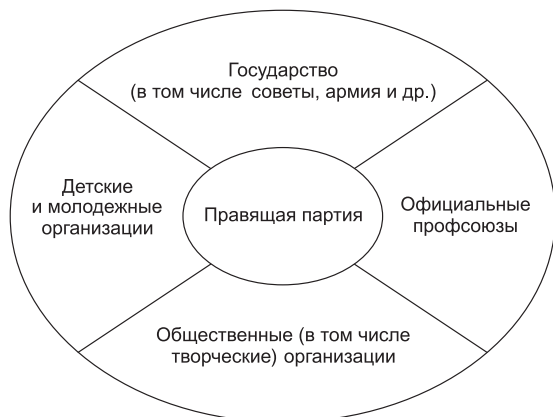 Государство
(в том числе советы, армия и др.)
Детские
и молодежные
организации
Правящая партия
Официальные
профсоюзы
Общественные (в том числе
творческие) организации